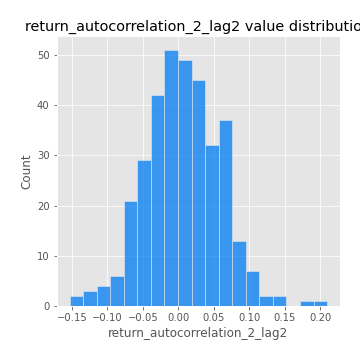 return_autocorrelation_2_lag2 value distributio
50
40
30
20
10
0
Count
−0.15 −0.10 −0.05 0.00 0.05 0.10 0.15 0.20
return_autocorrelation_2_lag2